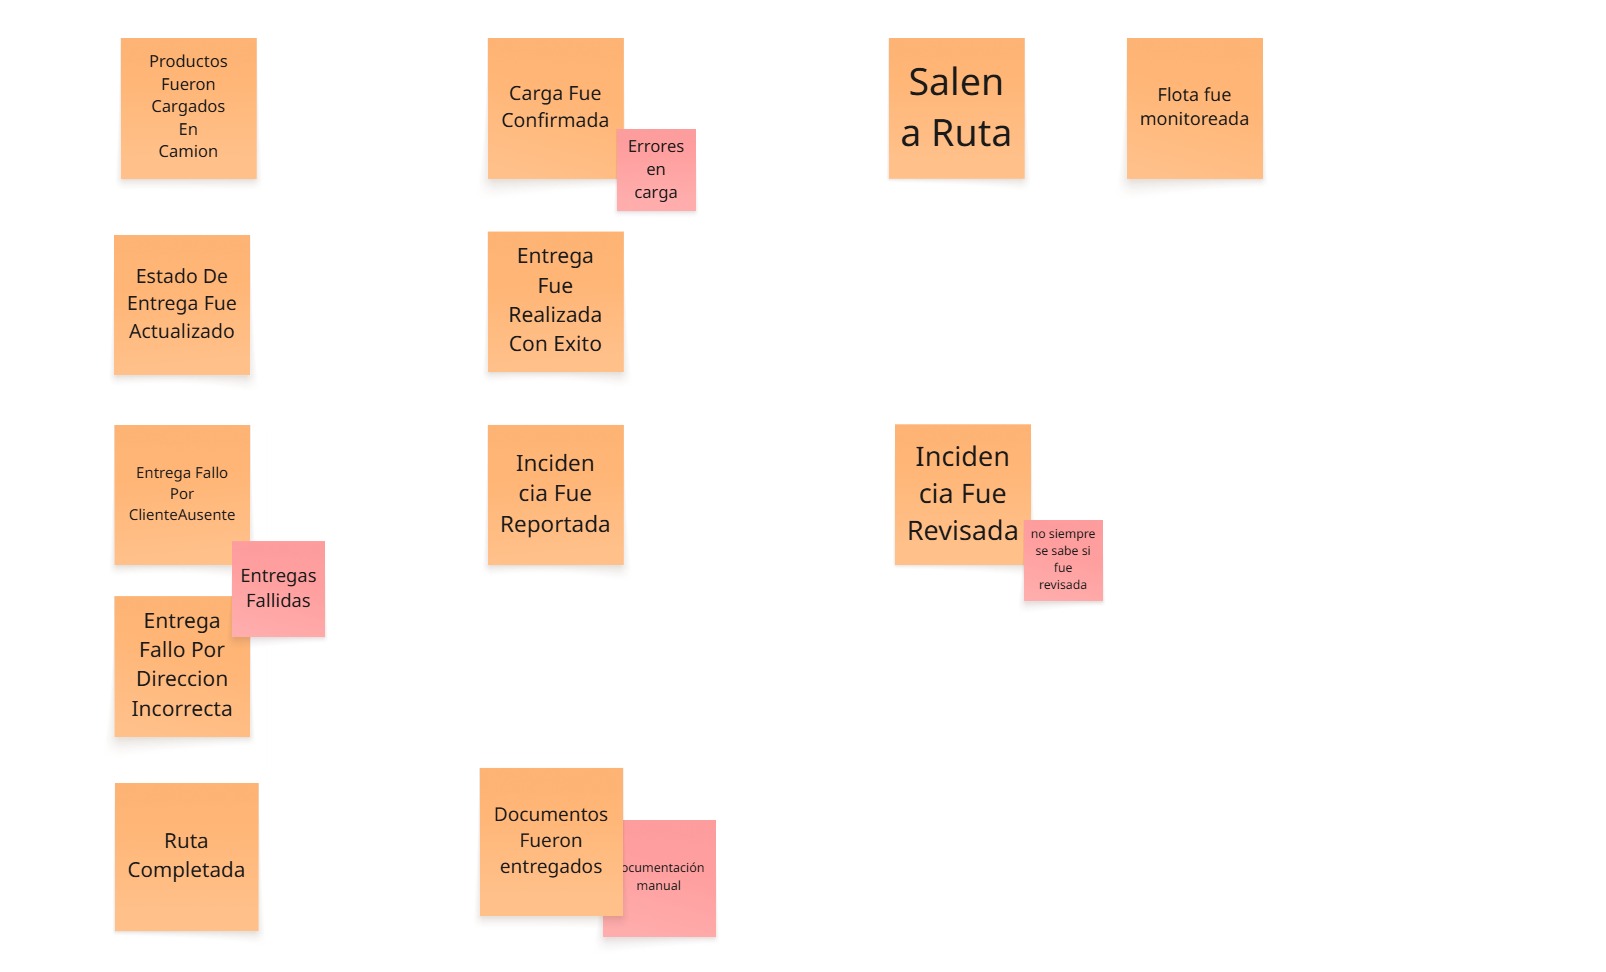 Productos
Fueron
Cargados
En
Camion
Carga Fue
Confirmada
Errores
en
carga
Salen
a Ruta
Flota fue
monitoreada
Estado De
Entrega Fue
Actualizado
Entrega
Fue
Realizada
Con Exito
Entrega Fallo
Por
ClienteAusente
Entregas
Fallidas
Inciden
cia Fue
Reportada
Inciden
cia Fue
Revisada
no siempre
se sabe si
fue
revisada
Entrega
Fallo Por
Direccion
Incorrecta
Ruta
Completada
Documentos
Fueron
entregados
ocumentación
manual